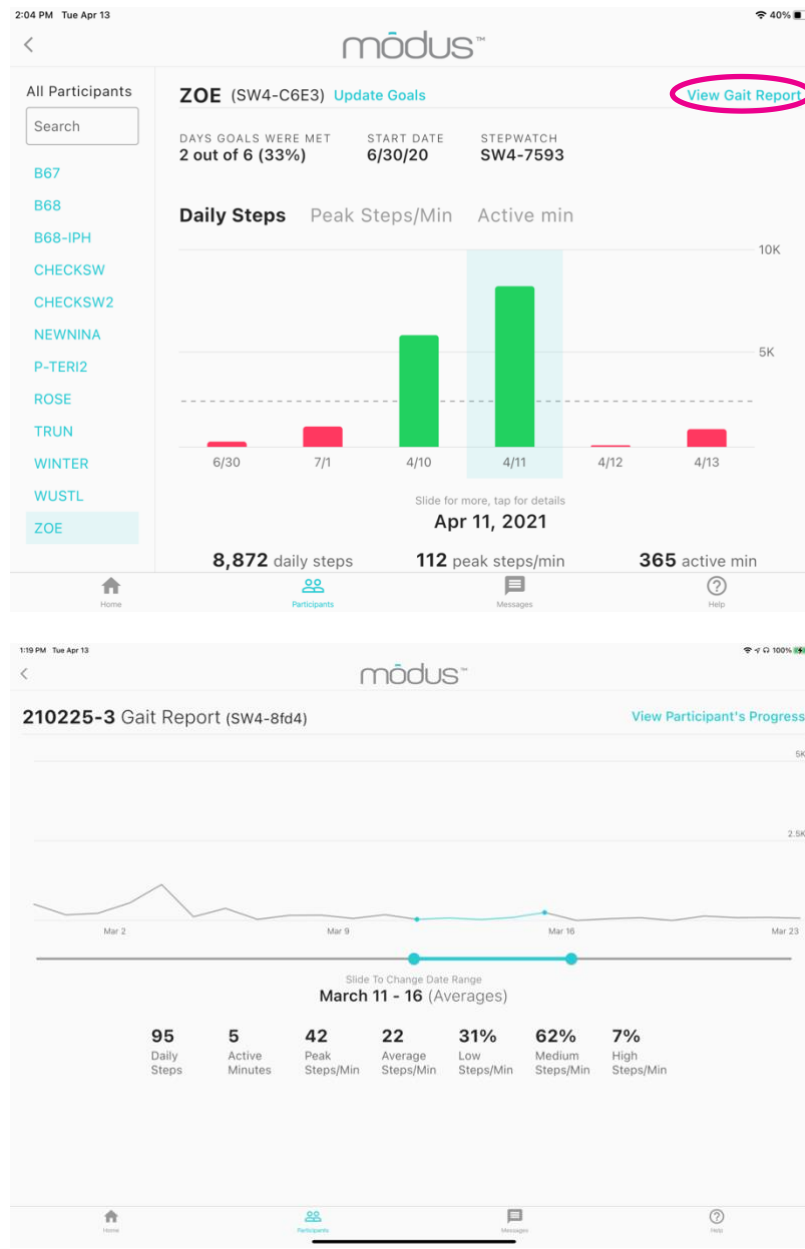 2:04 PM Tue Apr 13
40%
mōdus™
All Participants
Search
B67
B68
B68-IPH
CHECKSW
CHECKSW2
NEWNINA
P-TERI2
ROSE
TRUN
WINTER
WUSTL
ZOE
ZOE (SW4-C6E3) Update Goals
View Gait Report
DAYS GOALS WERE MET START DATE STEPWATCH
2 out of 6 (33%) 6/30/20 SW4-7593
Daily Steps Peak Steps/Min Active min
10K
5K
6/30 7/1 4/10 4/11 4/12 4/13
Slide for more, tap for details
Apr 11, 2021
8,872 daily steps 112 peak steps/min 365 active min
Home Participants Messages Help
1:19 PM Tue Apr 13
100%
mōdus™
210225-3 Gait Report (SW4-8fd4) View Participant's Progress
5K
2.5K
Mar 2 Mar 9 Mar 16 Mar 23
Slide To Change Date Range
March 11 - 16 (Averages)
95 5 42 22 31% 62% 7%
Daily Active Peak Average Low Medium High
Steps Minutes Steps/Min Steps/Min Steps/Min Steps/Min Steps/Min
Home Participants Messages Help